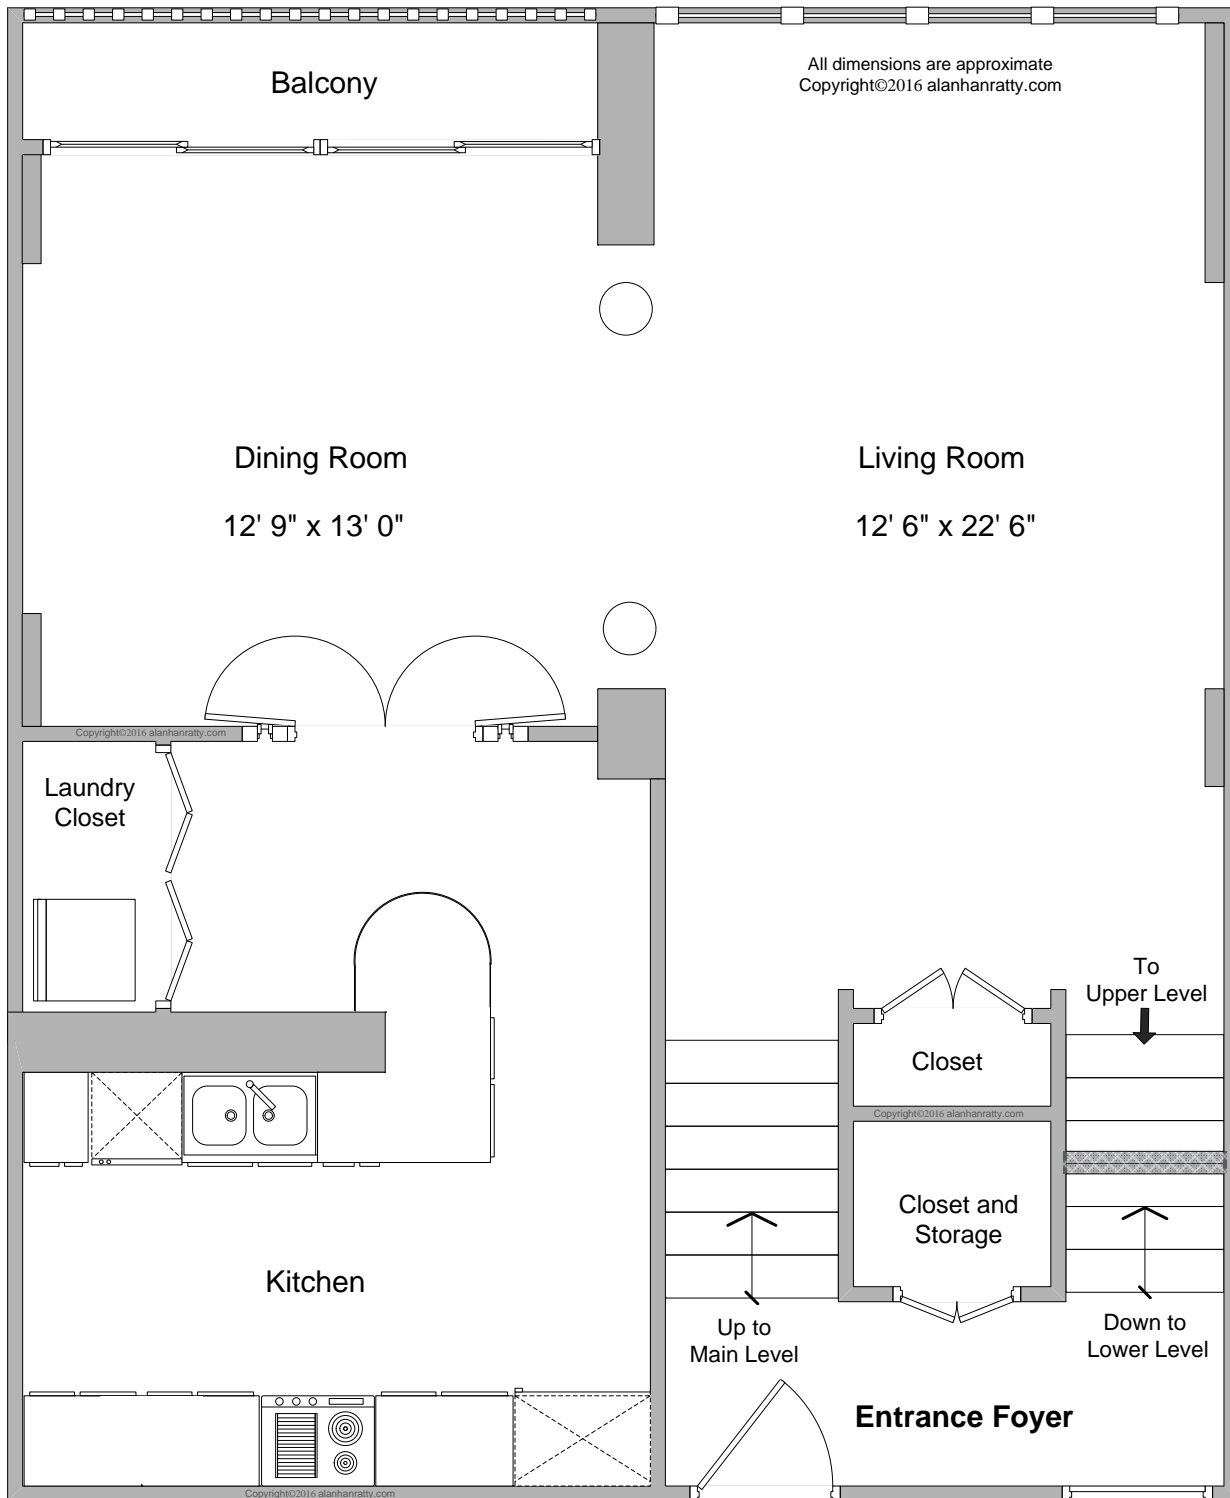 All dimensions are approximate
Copyright©2016 alanhanratty.com
Balcony
Dining Room
12' 9" x 13' 0"
Living Room
12' 6" x 22' 6"
Copyright©2016 alanhanratty.com
Laundry
Closet
To
Upper Level
Closet
Copyright©2016 alanhanratty.com
Closet and
Storage
Kitchen
Up to
Main Level
Down to
Lower Level
Entrance Foyer
Copyright©2016 alanhanratty.com